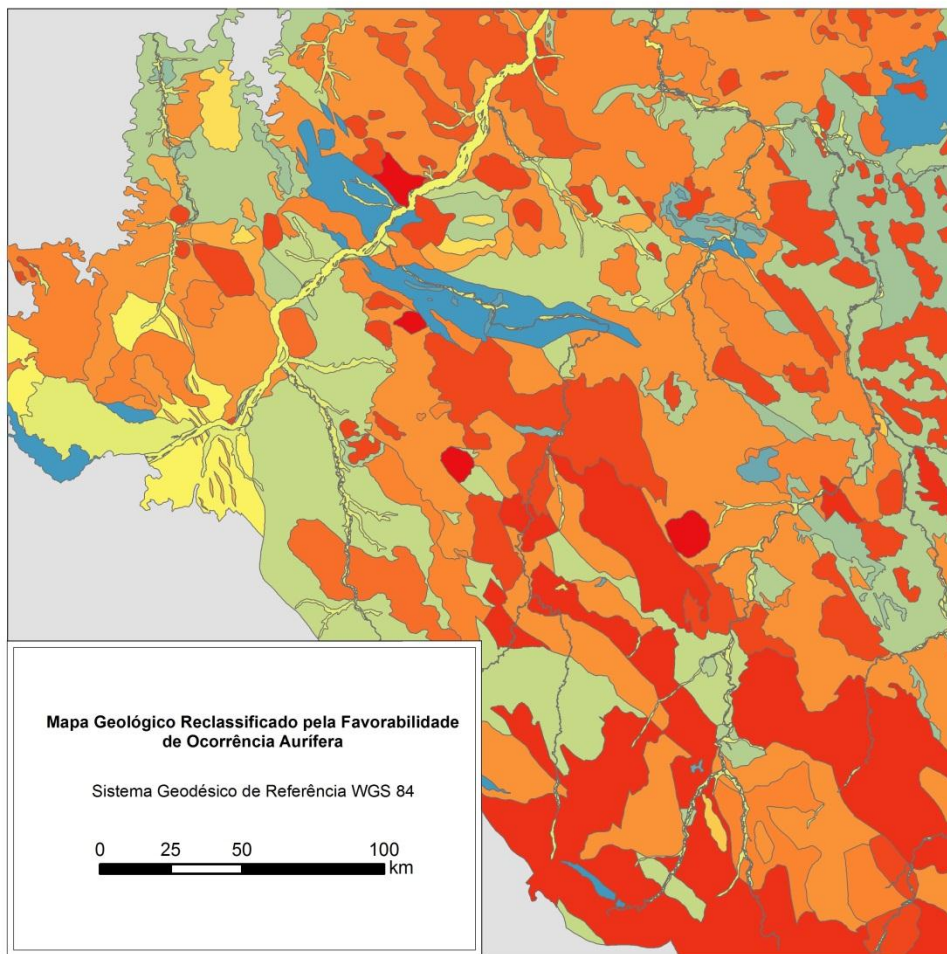 Mapa Geológico Reclassificado pela Favorabilidade
de Ocorrência Aurífera
Sistema Geodésico de Referência WGS 84
0 25 50 100
km